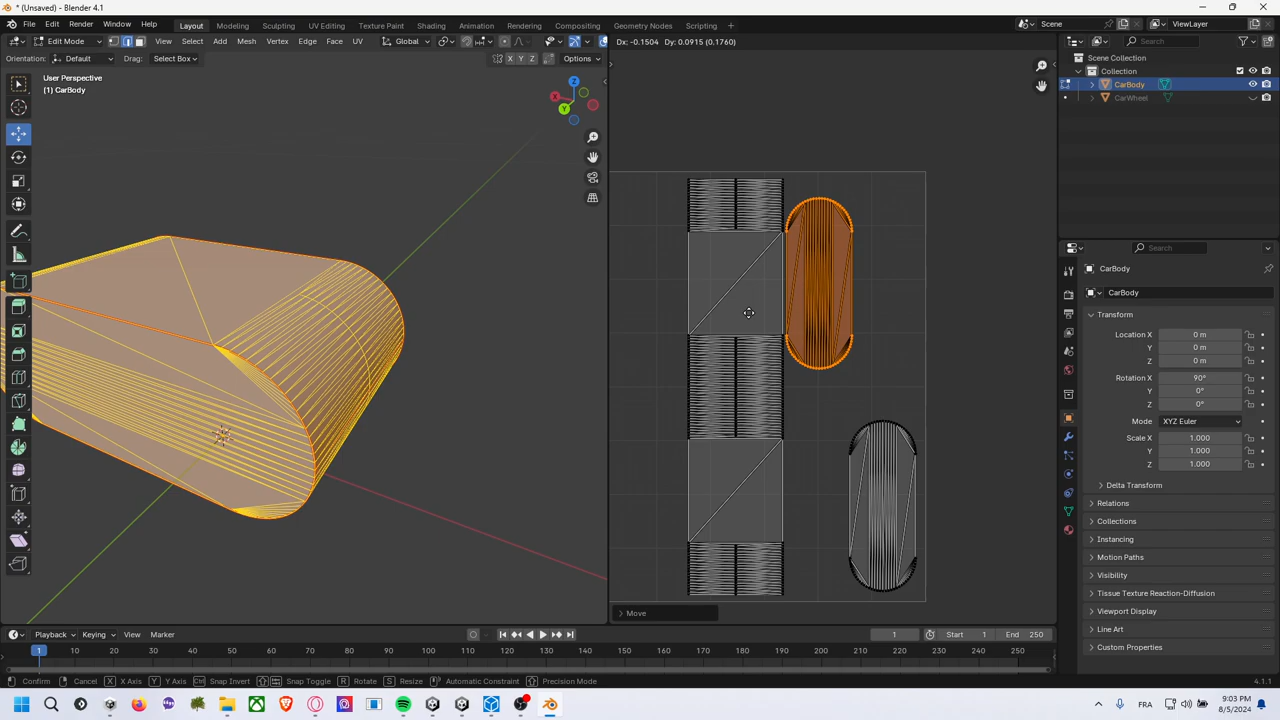 * (Unsaved) - Blender 4.1
File Edit Render Window Help Layout Modeling Sculpting UV Editing Texture Paint Shading Animation Rendering Compositing Geometry Nodes Scripting + Scene ViewLayer
Edit Mode View Select Add Mesh Vertex Edge Face UV Global Dx: -0.1504 Dy: 0.0915 (0.1760) Search
Orientation: Default Drag: Select Box X Y Z Options
User Perspective
(1) CarBody
Scene Collection
Collection
CarBody
CarWheel
Z
X
Y
Search
CarBody
CarBody
Transform
Location X 0 m
Y 0 m
Z 0 m
Rotation X 90°
Y 0°
Z 0°
Mode XYZ Euler
Scale X 1.000
Y 1.000
Z 1.000
Delta Transform
Relations
Collections
Instancing
Motion Paths
Visibility
Tissue Texture Reaction-Diffusion
Viewport Display
Line Art
Custom Properties
Move
Playback Keying View Marker 1 Start 1 End 250
1 10 20 30 40 50 60 70 80 90 100 110 120 130 140 150 160 170 180 190 200 210 220 230 240 250
Confirm Cancel X X Axis Y Y Axis Z Z Axis Ctrl Snap Invert Snap Toggle R Rotate S Resize Automatic Constraint Precision Mode 4.1.1
FRA 9:03 PM
8/5/2024